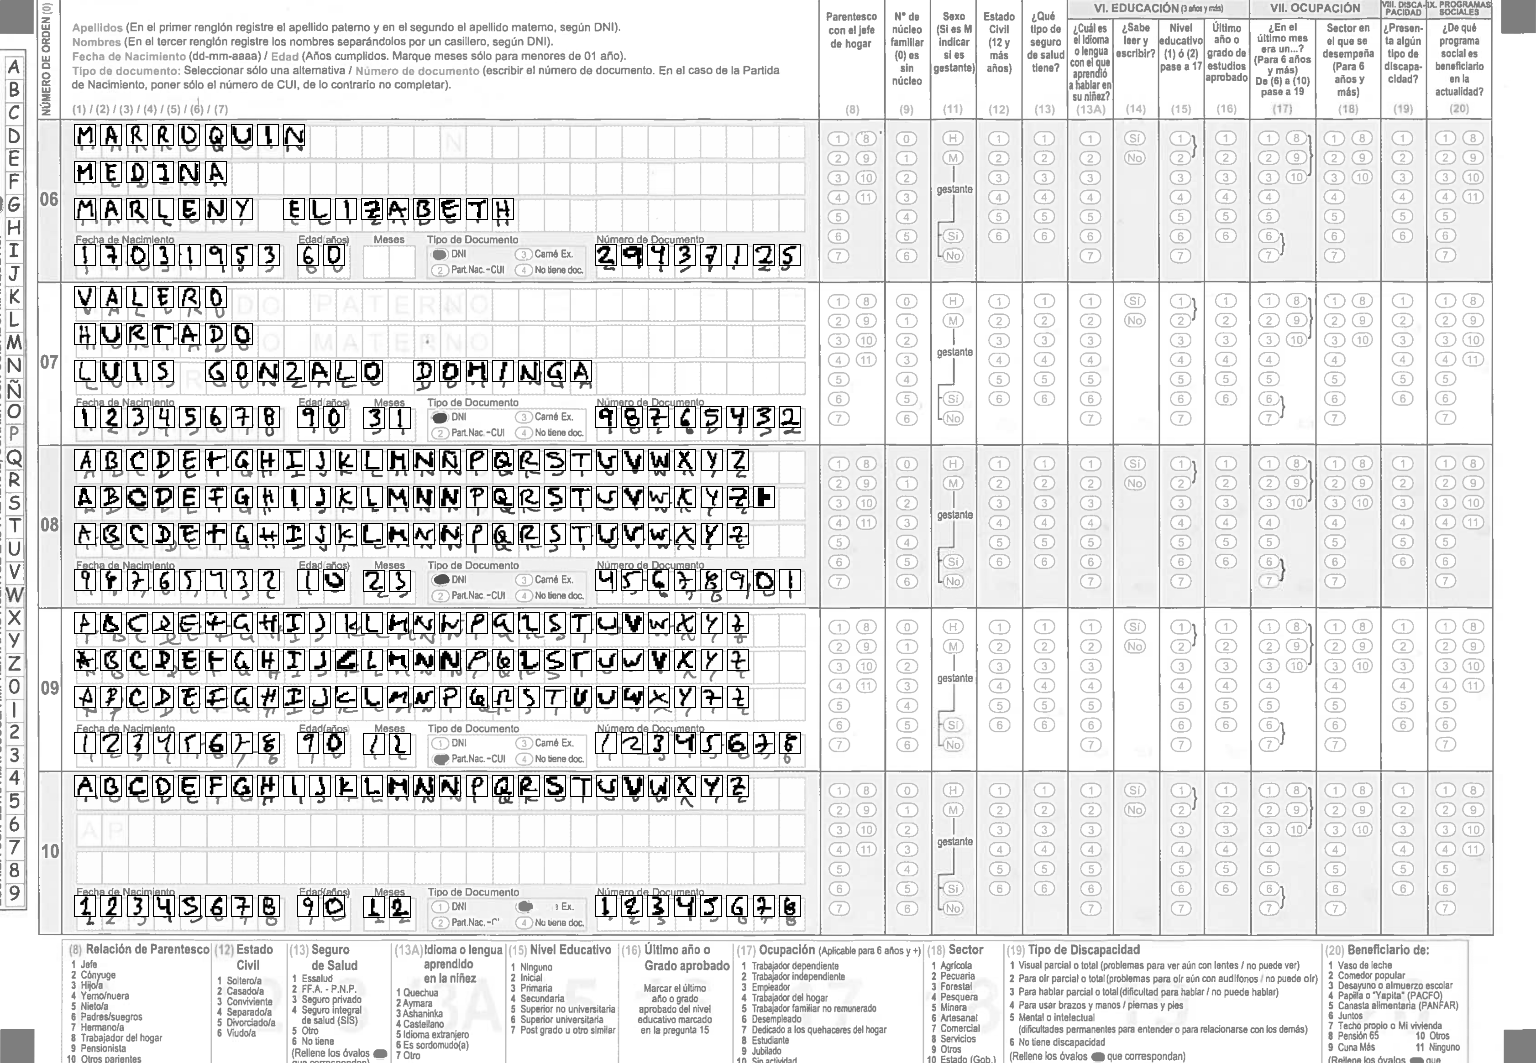 NÚMERO DE ORDEN (0)
Apellidos (En el primer renglón registre el apellido paterno y en el segundo el apellido materno, según DNI).
Nombres (En el tercer renglón registre los nombres separándolos por un casillero, según DNI).
Fecha de Nacimiento (dd-mm-aaaa) / Edad (Años cumplidos. Marque meses sólo para menores de 01 año).
Tipo de documento: Seleccionar sólo una alternativa / Número de documento (escribir el número de documento. En el caso de la Partida
de Nacimiento, poner sólo el número de CUI, de lo contrario no completar).
(1) / (2) / (3) / (4) / (5) / (6) / (7)
Parentesco con el jefe de hogar (8)
N° de núcleo familiar (0) es sin núcleo (9)
Sexo (Si es M indicar si es gestante) (11)
Estado Civil (12 y más años) (12)
¿Qué tipo de seguro de salud tiene? (13)
VI. EDUCACIÓN (3 años y más)
¿Cuál es el idioma o lengua con el que aprendió a hablar en su niñez? (13A)
¿Sabe leer y escribir? (14)
Nivel educativo (1) ó (2) pase a 17 (15)
Último año o grado de estudios aprobado (16)
VII. OCUPACIÓN
¿En el último mes era un...? (Para 6 años y más) De (6) a (10) pase a 19 (17)
Sector en el que se desempeña (Para 6 años y más) (18)
VIII. DISCAPACIDAD
¿Presenta algún tipo de discapacidad? (19)
IX. PROGRAMAS SOCIALES
¿De qué programa social es beneficiario en la actualidad? (20)
06
MARROQUIN
MEDINA
MARLENY ELIZABETH
Fecha de Nacimiento Edad (años) Meses Tipo de Documento Número de Documento
17031953 60 DNI 3 Carné Ex. 29437125
2 Part.Nac.-CUI 4 No tiene doc.
07
VALERO
HURTADO
LUIS GONZALO DOMINGA
Fecha de Nacimiento Edad (años) Meses Tipo de Documento Número de Documento
12345678 90 31 DNI 3 Carné Ex. 98765432
2 Part.Nac.-CUI 4 No tiene doc.
08
ABCDEFGHIJKLMNÑPQRSTUVWXYZ
ABCDEFGHIJKLMNNPQRSTUVWXYZ
ABCDEFGHIJKLMNNPQRSTUVWXYZ
Fecha de Nacimiento Edad (años) Meses Tipo de Documento Número de Documento
98765432 10 23 DNI 3 Carné Ex. 45678901
2 Part.Nac.-CUI 4 No tiene doc.
09
ABCDEFGHIJKLMNNPQRSTUVWXYZ
ABCDEFGHIJKLMNNPQRSTUWVXYZ
ABCDEFGHIJKLMNPQRSTUUWXYZZ
Fecha de Nacimiento Edad (años) Meses Tipo de Documento Número de Documento
12345678 90 12 1 DNI 3 Carné Ex. 12345678
Part.Nac.-CUI 4 No tiene doc.
10
ABCDEFGHIJKLMNNPQRSTUVWXYZ
Fecha de Nacimiento Edad (años) Meses Tipo de Documento Número de Documento
12345678 90 12 1 DNI Ex. 12345678
2 Part.Nac. 4 No tiene doc.
(8) Relación de Parentesco
1 Jefe
2 Cónyuge
3 Hijo/a
4 Yerno/nuera
5 Nieto/a
6 Padres/suegros
7 Hermano/a
8 Trabajador del hogar
9 Pensionista
10 Otros parientes
(12) Estado Civil
1 Soltero/a
2 Casado/a
3 Conviviente
4 Separado/a
5 Divorciado/a
6 Viudo/a
(13) Seguro de Salud
1 Essalud
2 FF.AA. - P.N.P.
3 Seguro privado
4 Seguro integral de salud (SIS)
5 Otro
6 No tiene
(Rellene los óvalos
(13A) Idioma o lengua aprendido en la niñez
1 Quechua
2 Aymara
3 Ashaninka
4 Castellano
5 Idioma extranjero
6 Es sordomudo(a)
7 Otro
(15) Nivel Educativo
1 Ninguno
2 Inicial
3 Primaria
4 Secundaria
5 Superior no universitaria
6 Superior universitaria
7 Post grado u otro similar
(16) Último año o Grado aprobado
Marcar el último
año o grado
aprobado del nivel
educativo marcado
en la pregunta 15
(17) Ocupación (Aplicable para 6 años y +)
1 Trabajador dependiente
2 Trabajador independiente
3 Empleador
4 Trabajador del hogar
5 Trabajador familiar no remunerado
6 Desempleado
7 Dedicado a los quehaceres del hogar
8 Estudiante
9 Jubilado
10 Sin actividad
(18) Sector
1 Agrícola
2 Pecuaria
3 Forestal
4 Pesquera
5 Minera
6 Artesanal
7 Comercial
8 Servicios
9 Otros
10 Estado (Gob.)
(19) Tipo de Discapacidad
1 Visual parcial o total (problemas para ver aún con lentes / no puede ver)
2 Para oír parcial o total (problemas para oír aún con audífonos / no puede oír)
3 Para hablar parcial o total (dificultad para hablar / no puede hablar)
4 Para usar brazos y manos / piernas y pies
5 Mental o intelectual
(dificultades permanentes para entender o para relacionarse con los demás)
6 No tiene discapacidad
(Rellene los óvalos que correspondan)
(20) Beneficiario de:
1 Vaso de leche
2 Comedor popular
3 Desayuno o almuerzo escolar
4 Papilla o "Yapita" (PACFO)
5 Canasta alimentaria (PANFAR)
6 Juntos
7 Techo propio o Mi vivienda
8 Pensión 65 10 Otros
9 Cuna Más 11 Ninguno
(Rellene los óvalos que